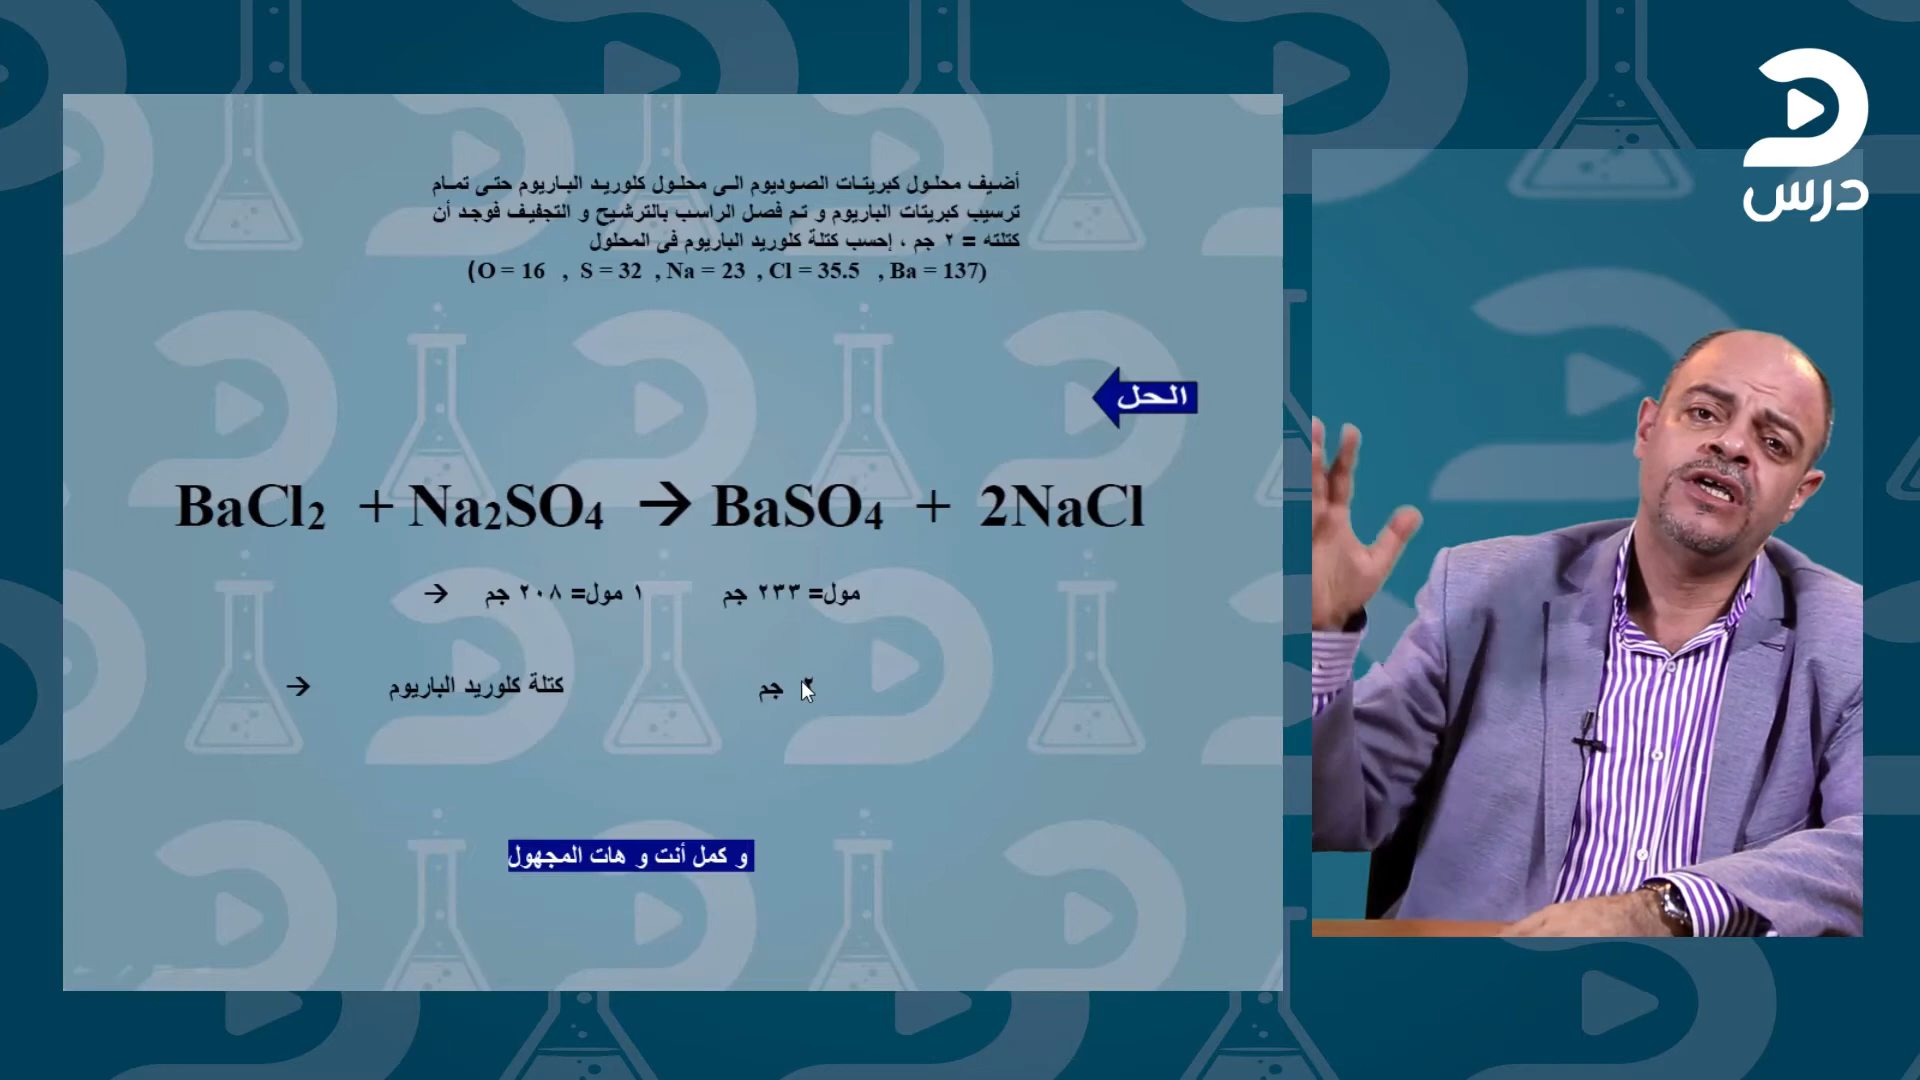 درس
أضيف محلول كبريتات الصوديوم الى محلول كلوريد الباريوم حتى تمام
ترسيب كبريتات الباريوم و تم فصل الراسب بالترشيح و التجفيف فوجد أن
كتلته = ٢ جم ، إحسب كتلة كلوريد الباريوم فى المحلول
(O = 16 , S = 32 , Na = 23 , Cl = 35.5 , Ba = 137)
الحل
BaCl₂ + Na₂SO₄ → BaSO₄ + 2NaCl
١ مول= ٢٠٨ جم → مول= ٢٣٣ جم
كتلة كلوريد الباريوم → ٢ جم
و كمل أنت و هات المجهول